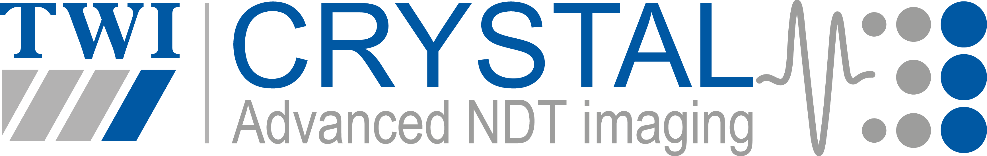 TWI
CRYSTAL
Advanced NDT imaging